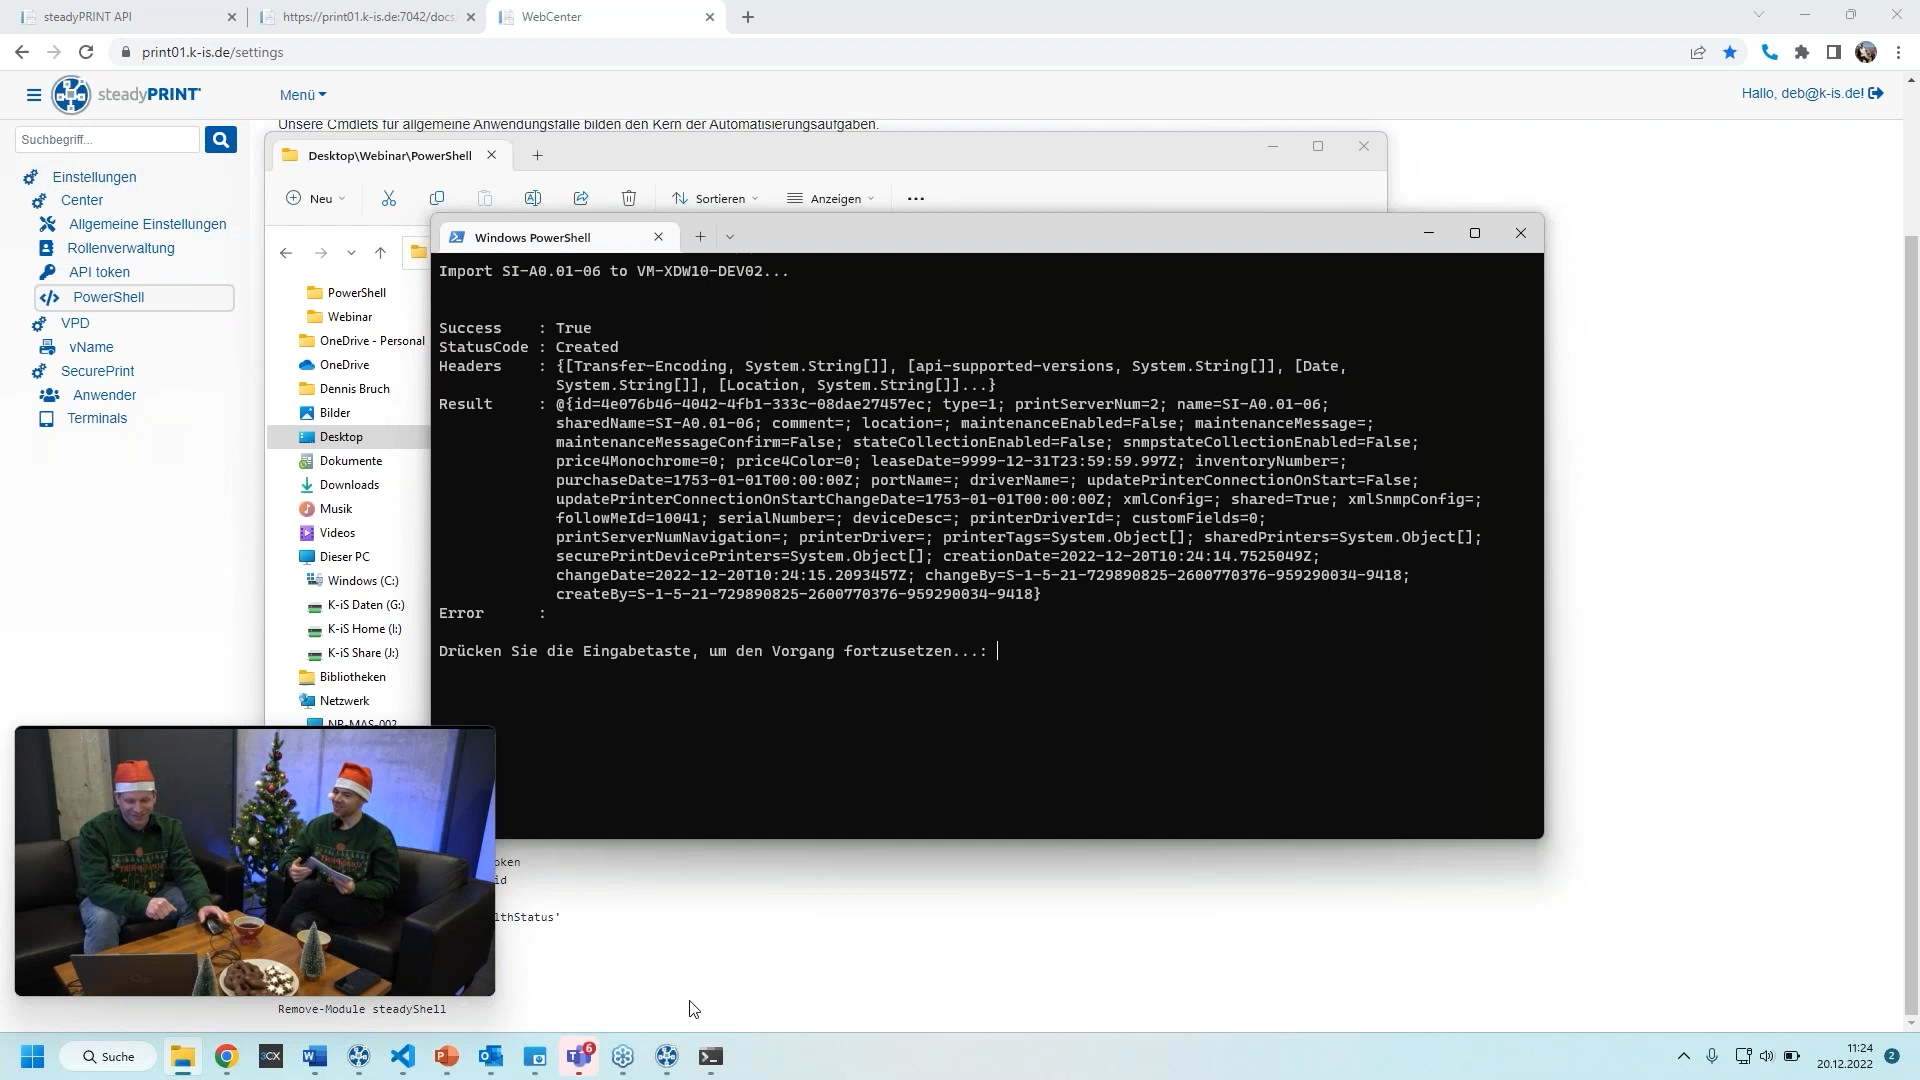 steadyPRINT API
https://print01.k-is.de:7042/docs
WebCenter
print01.k-is.de/settings
steadyPRINT
Menü
Hallo, deb@k-is.de!
Suchbegriff...
Unsere Cmdlets für allgemeine Anwendungsfälle bilden den Kern der Automatisierungsaufgaben.
Einstellungen
Center
Allgemeine Einstellungen
Rollenverwaltung
API token
PowerShell
VPD
vName
SecurePrint
Anwender
Terminals
Desktop\Webinar\PowerShell
Neu
Sortieren
Anzeigen
PowerShell
Webinar
OneDrive - Personal
OneDrive
Dennis Bruch
Bilder
Desktop
Dokumente
Downloads
Musik
Videos
Dieser PC
Windows (C:)
K-iS Daten (G:)
K-iS Home (I:)
K-iS Share (J:)
Bibliotheken
Netzwerk
NB-MAS-002
Windows PowerShell
Import SI-A0.01-06 to VM-XDW10-DEV02...
Success : True
StatusCode : Created
Headers : {[Transfer-Encoding, System.String[]], [api-supported-versions, System.String[]], [Date,
System.String[]], [Location, System.String[]]...}
Result : @{id=4e076b46-4042-4fb1-333c-08dae27457ec; type=1; printServerNum=2; name=SI-A0.01-06;
sharedName=SI-A0.01-06; comment=; location=; maintenanceEnabled=False; maintenanceMessage=;
maintenanceMessageConfirm=False; stateCollectionEnabled=False; snmpstateCollectionEnabled=False;
price4Monochrome=0; price4Color=0; leaseDate=9999-12-31T23:59:59.997Z; inventoryNumber=;
purchaseDate=1753-01-01T00:00:00Z; portName=; driverName=; updatePrinterConnectionOnStart=False;
updatePrinterConnectionOnStartChangeDate=1753-01-01T00:00:00Z; xmlConfig=; shared=True; xmlSnmpConfig=;
followMeId=10041; serialNumber=; deviceDesc=; printerDriverId=; customFields=0;
printServerNumNavigation=; printerDriver=; printerTags=System.Object[]; sharedPrinters=System.Object[];
securePrintDevicePrinters=System.Object[]; creationDate=2022-12-20T10:24:14.7525049Z;
changeDate=2022-12-20T10:24:15.2093457Z; changeBy=S-1-5-21-729890825-2600770376-959290034-9418;
createBy=S-1-5-21-729890825-2600770376-959290034-9418}
Error :
Drücken Sie die Eingabetaste, um den Vorgang fortzusetzen...:
oken
id
lthStatus'
Remove-Module steadyShell
Suche
3CX
6
11:24
20.12.2022
2